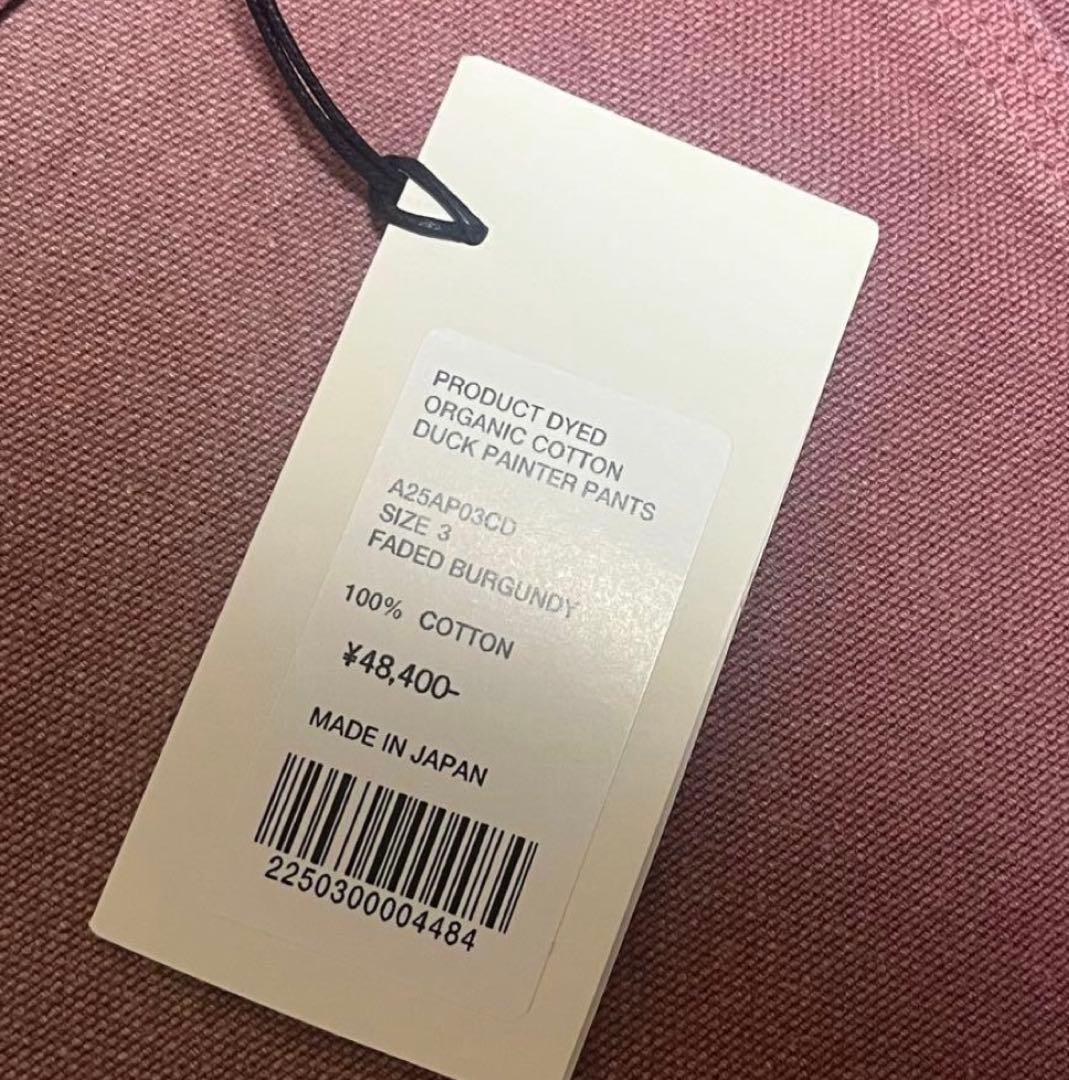 PRODUCT DYED
ORGANIC COTTON
DUCK PAINTER PANTS
A25AP03CD
SIZE 3
FADED BURGUNDY
100% COTTON
¥48,400-
MADE IN JAPAN
2250300004484